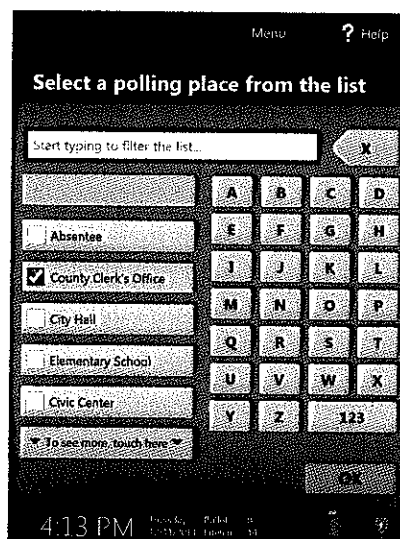 Menu ? Help
Select a polling place from the list
Start typing to filter the list...
X
Absentee
County Clerk's Office
City Hall
Elementary School
Civic Center
To see more, touch here
A B C D
E F G H
I J K L
M N O P
Q R S T
U V W X
Y Z 123
OK
4:13 PM